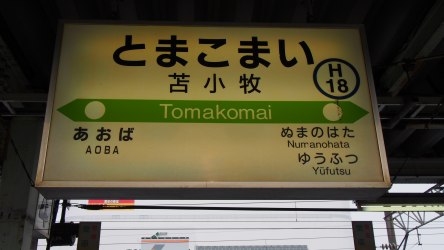 とまこまい
苫小牧
H
18
Tomakomai
あおば
AOBA
ぬまのはた
Numanohata
ゆうふつ
Yūfutsu